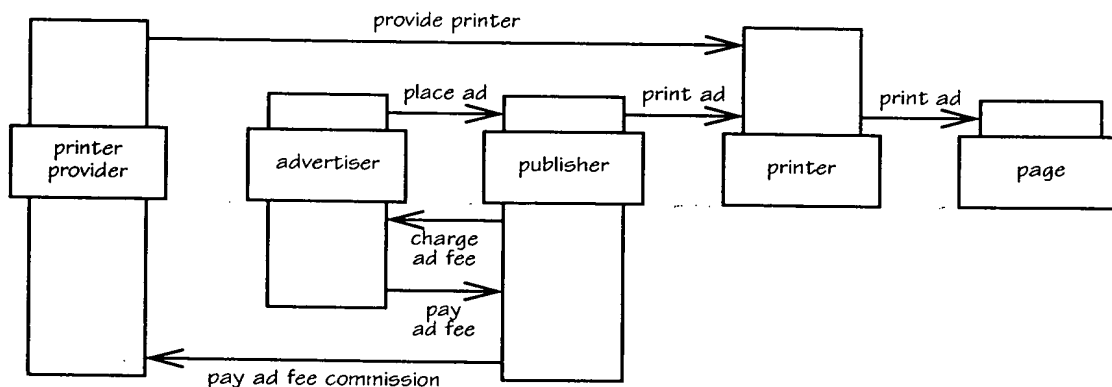 provide printer
place ad
print ad
print ad
printer
provider
advertiser
publisher
printer
page
charge
ad fee
pay
ad fee
pay ad fee commission